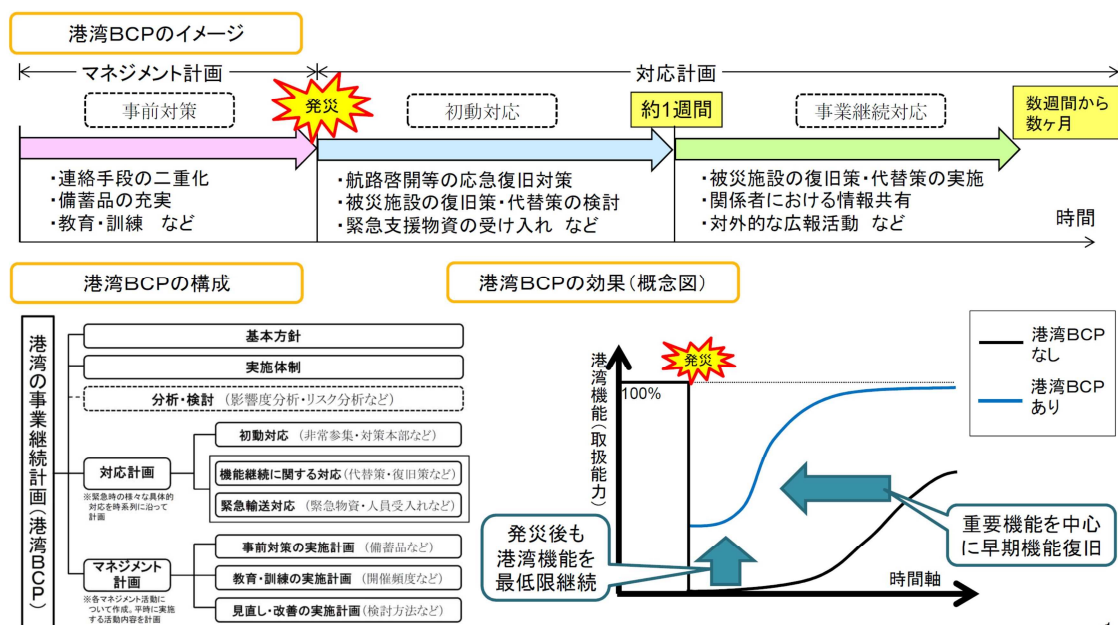 港湾BCPのイメージ
マネジメント計画
対応計画
事前対策
発災
初動対応
約1週間
事業継続対応
数週間から
数ヶ月
・連絡手段の二重化
・備蓄品の充実
・教育・訓練 など
・航路啓開等の応急復旧対策
・被災施設の復旧策・代替策の検討
・緊急支援物資の受け入れ など
・被災施設の復旧策・代替策の実施
・関係者における情報共有
・対外的な広報活動 など
時間
港湾BCPの構成
港湾の事業継続計画(港湾BCP)
基本方針
実施体制
分析・検討 (影響度分析・リスク分析など)
対応計画
※緊急時の様々な具体的
対応を時系列に沿って
計画
初動対応 (非常参集・対策本部など)
機能継続に関する対応(代替策・復旧策など)
緊急輸送対応 (緊急物資・人員受入れなど)
マネジメント
計画
※各マネジメント活動に
ついて作成。平時に実施
する活動内容を計画
事前対策の実施計画 (備蓄品など)
教育・訓練の実施計画 (開催頻度など)
見直し・改善の実施計画(検討方法など)
港湾BCPの効果(概念図)
港湾機能(取扱能力)
100%
発災
港湾BCP
なし
港湾BCP
あり
発災後も
港湾機能を
最低限継続
重要機能を中心
に早期機能復旧
時間軸